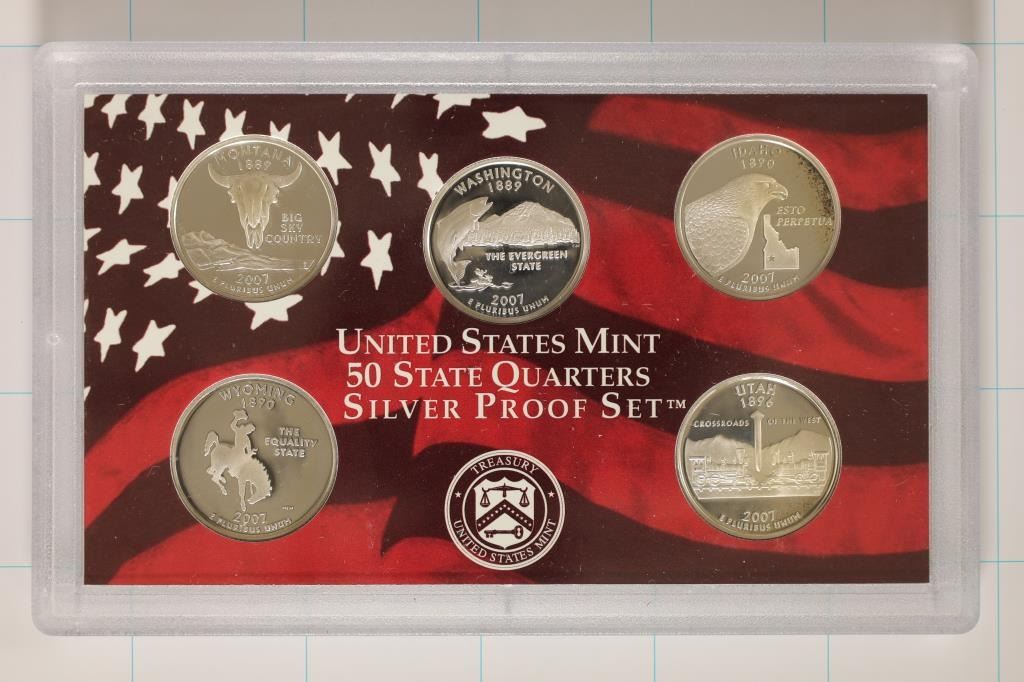 MONTANA
1889
BIG
SKY
COUNTRY
2007
E PLURIBUS UNUM
WASHINGTON
1889
THE EVERGREEN
STATE
2007
E PLURIBUS UNUM
IDAHO
1890
ESTO
PERPETUA
2007
E PLURIBUS UNUM
UNITED STATES MINT
50 STATE QUARTERS
SILVER PROOF SET™
WYOMING
1890
THE
EQUALITY
STATE
2007
E PLURIBUS UNUM
TREASURY
UNITED STATES MINT
UTAH
1896
CROSSROADS OF THE WEST
2007
E PLURIBUS UNUM